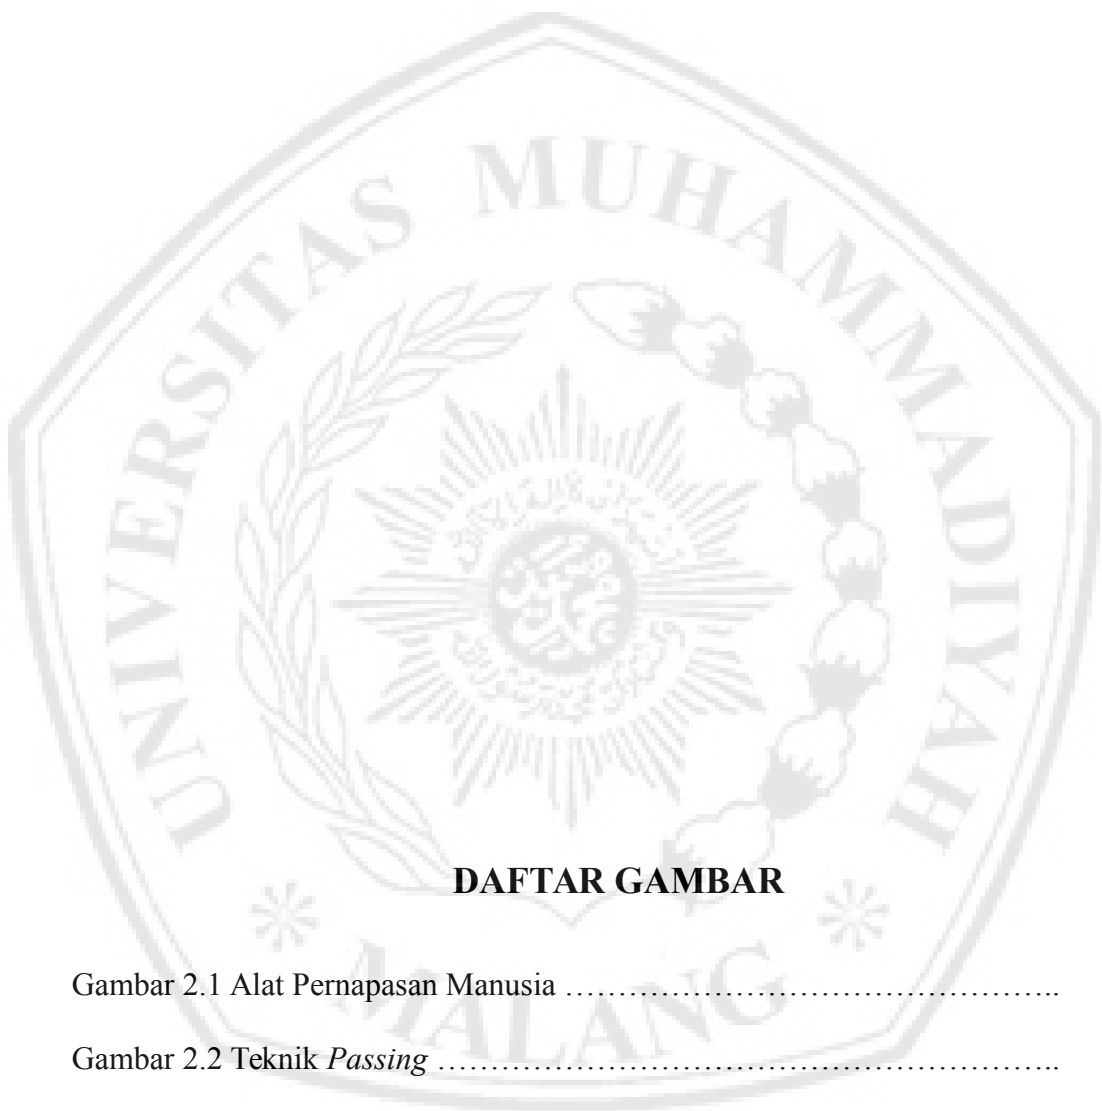 UNIVERSITAS MUHAMMADIYAH
DAFTAR GAMBAR
MALANG
Gambar 2.1 Alat Pernapasan Manusia ………………………………………..
Gambar 2.2 Teknik Passing …………………………………………………..